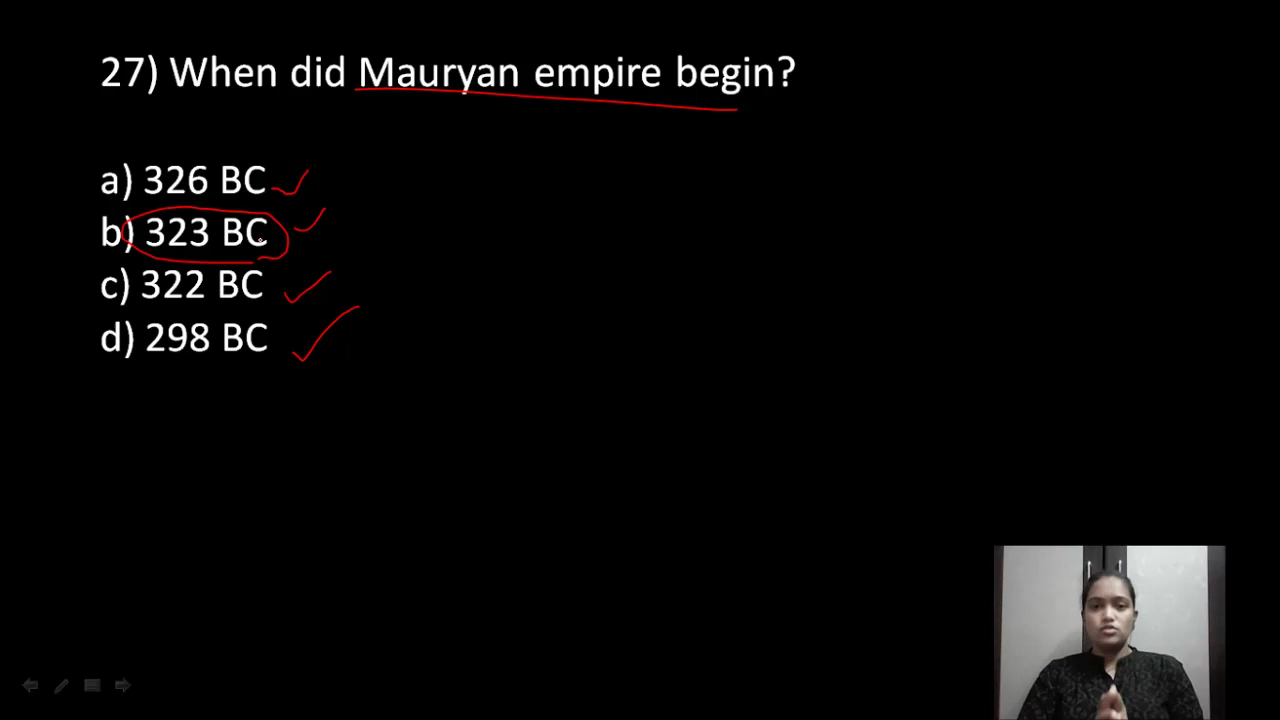 27) When did Mauryan empire begin?
a) 326 BC
b) 323 BC
c) 322 BC
d) 298 BC